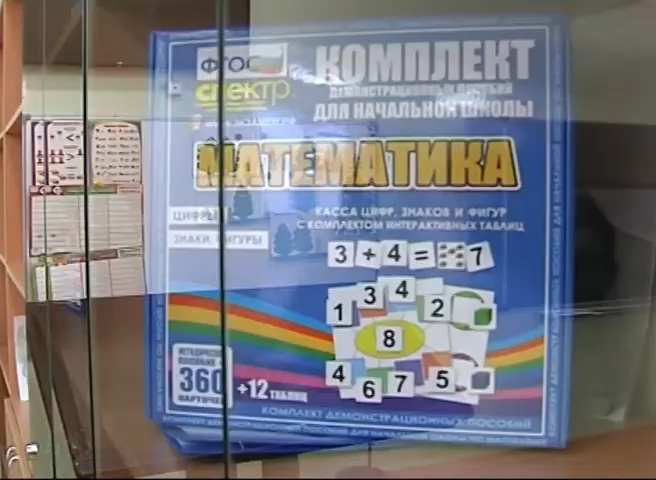 ФГОС
спектр
КОМПЛЕКТ
ДЕМОНСТРАЦИОННЫХ ПОСОБИЙ
ДЛЯ НАЧАЛЬНОЙ ШКОЛЫ
МАТЕМАТИКА
ЦИФРЫ
ЗНАКИ, ФИГУРЫ
КАССА ЦИФР, ЗНАКОВ И ФИГУР
С КОМПЛЕКТОМ ИНТЕРАКТИВНЫХ ТАБЛИЦ
3 + 4 = 7
1 3 4 2
8
4 6 7 5
МЕТОДИЧЕСКОЕ
ПОСОБИЕ +
360
КАРТОЧЕК
+12 ТАБЛИЦ
КОМПЛЕКТ ДЕМОНСТРАЦИОННЫХ ПОСОБИЙ